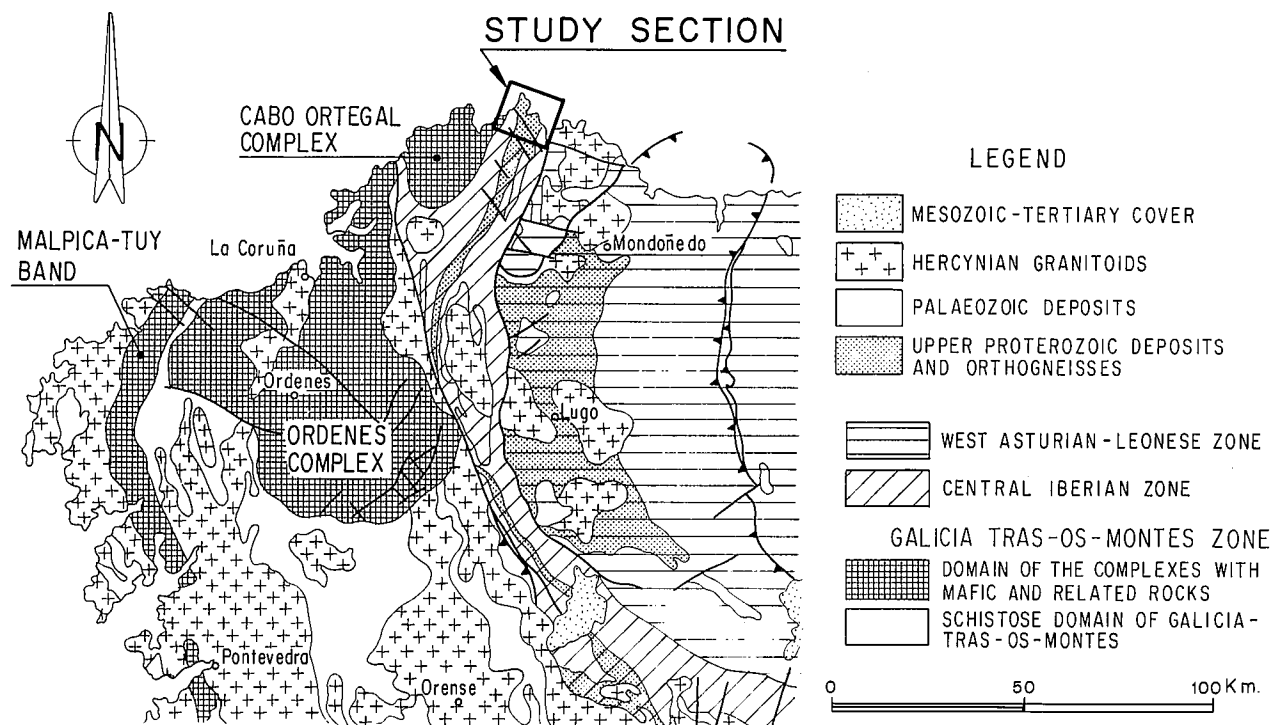 STUDY SECTION
CABO ORTEGAL
COMPLEX
N
MALPICA-TUY
BAND
La Coruña
Mondoñedo
Ordenes
ORDENES
COMPLEX
Lugo
Pontevedra
Orense
LEGEND
MESOZOIC-TERTIARY COVER
HERCYNIAN GRANITOIDS
PALAEOZOIC DEPOSITS
UPPER PROTEROZOIC DEPOSITS
AND ORTHOGNEISSES
WEST ASTURIAN-LEONESE ZONE
CENTRAL IBERIAN ZONE
GALICIA TRAS-OS-MONTES ZONE
DOMAIN OF THE COMPLEXES WITH
MAFIC AND RELATED ROCKS
SCHISTOSE DOMAIN OF GALICIA-
TRAS-OS-MONTES
0 50 100 Km.